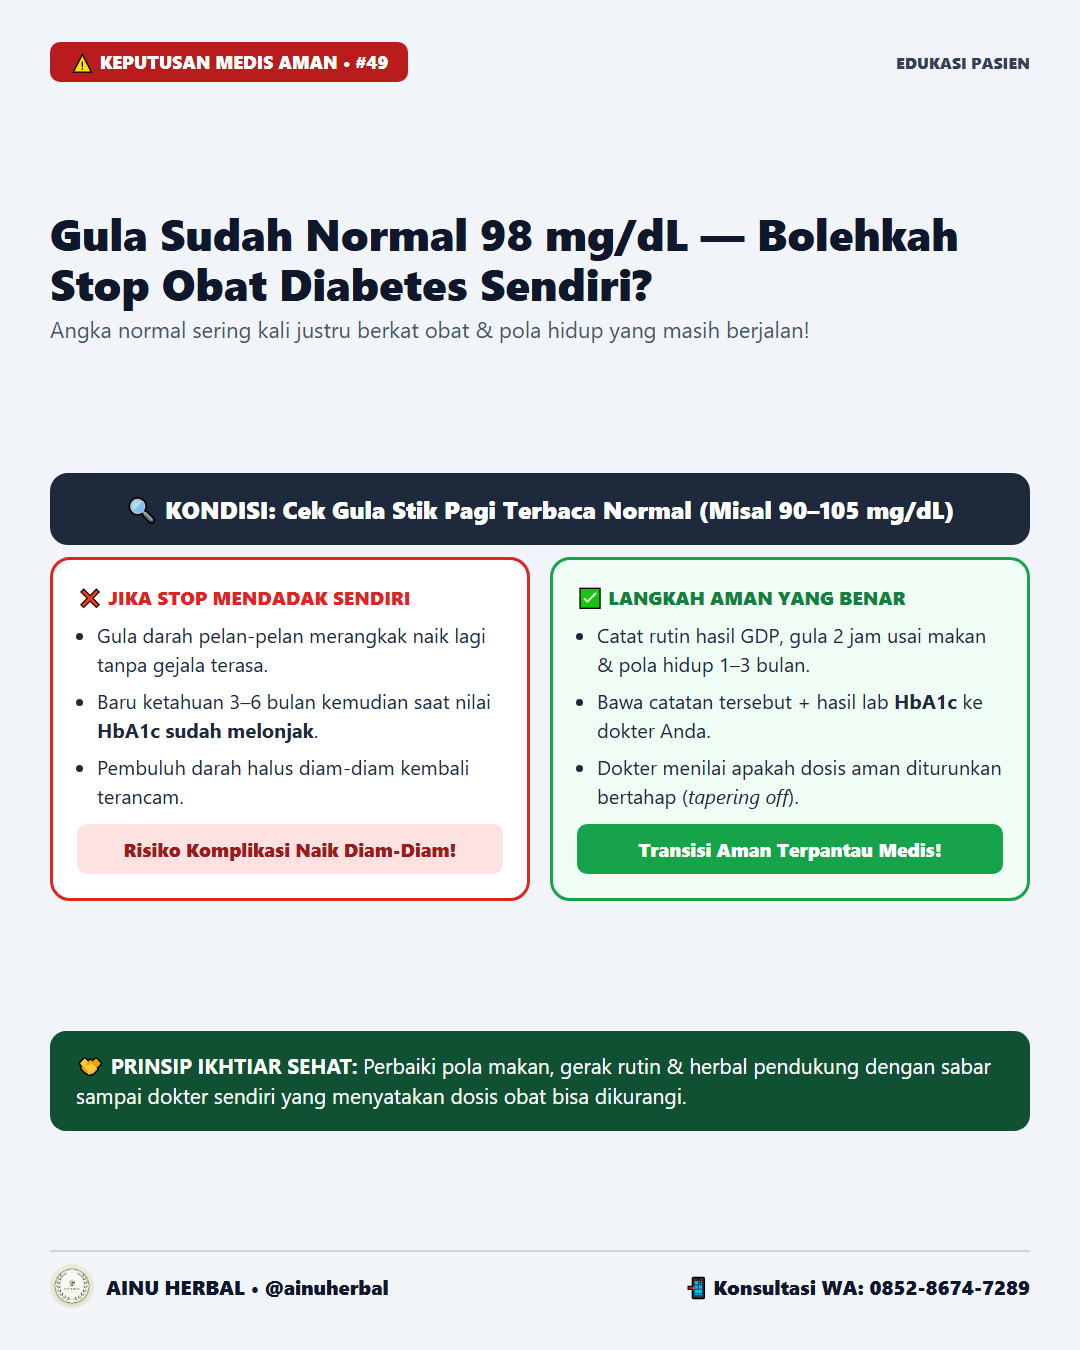 ⚠️ KEPUTUSAN MEDIS AMAN • #49
EDUKASI PASIEN
Gula Sudah Normal 98 mg/dL — Bolehkah
Stop Obat Diabetes Sendiri?
Angka normal sering kali justru berkat obat & pola hidup yang masih berjalan!
🔍 KONDISI: Cek Gula Stik Pagi Terbaca Normal (Misal 90–105 mg/dL)
❌ JIKA STOP MENDADAK SENDIRI
• Gula darah pelan-pelan merangkak naik lagi
tanpa gejala terasa.
• Baru ketahuan 3–6 bulan kemudian saat nilai
HbA1c sudah melonjak.
• Pembuluh darah halus diam-diam kembali
terancam.
Risiko Komplikasi Naik Diam-Diam!
✅ LANGKAH AMAN YANG BENAR
• Catat rutin hasil GDP, gula 2 jam usai makan
& pola hidup 1–3 bulan.
• Bawa catatan tersebut + hasil lab HbA1c ke
dokter Anda.
• Dokter menilai apakah dosis aman diturunkan
bertahap (tapering off).
Transisi Aman Terpantau Medis!
🤝 PRINSIP IKHTIAR SEHAT: Perbaiki pola makan, gerak rutin & herbal pendukung dengan sabar
sampai dokter sendiri yang menyatakan dosis obat bisa dikurangi.
AINU HERBAL • @ainuherbal
📲 Konsultasi WA: 0852-8674-7289